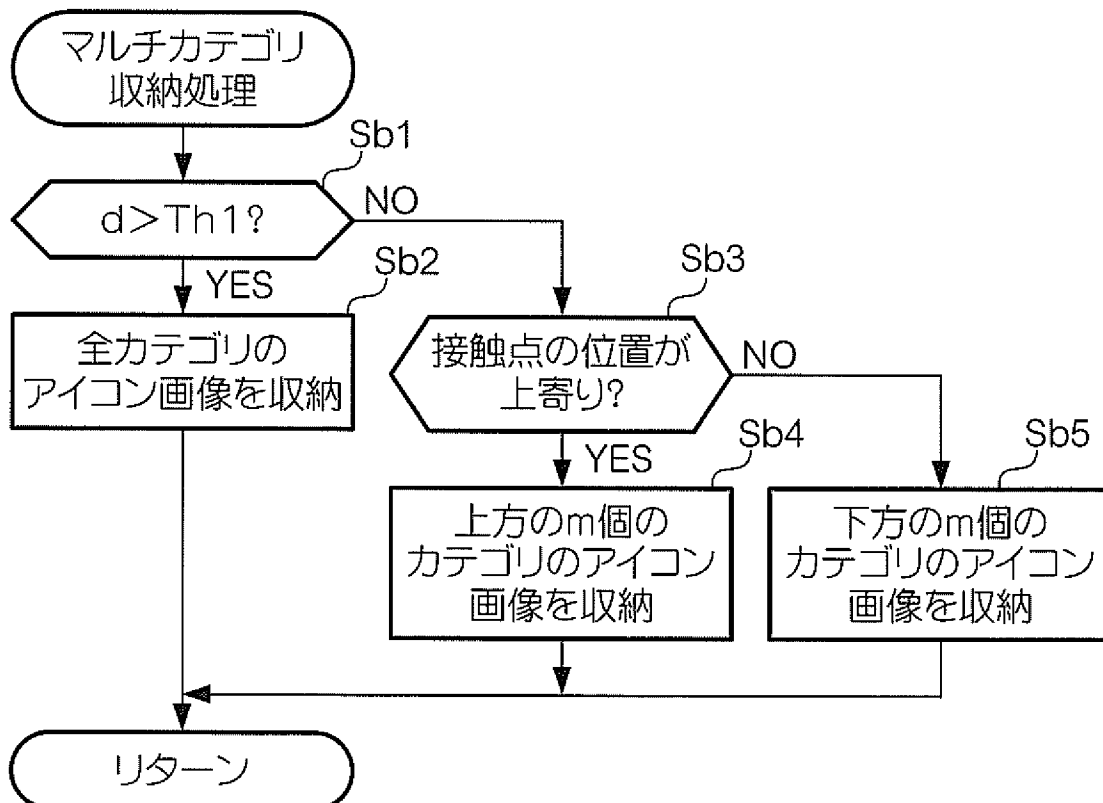 マルチカテゴリ
収納処理
Sb1
d>Th1?
NO
YES
Sb2
全カテゴリの
アイコン画像を収納
Sb3
接触点の位置が
上寄り?
NO
YES
Sb4
上方のm個の
カテゴリのアイコン
画像を収納
Sb5
下方のm個の
カテゴリのアイコン
画像を収納
リターン